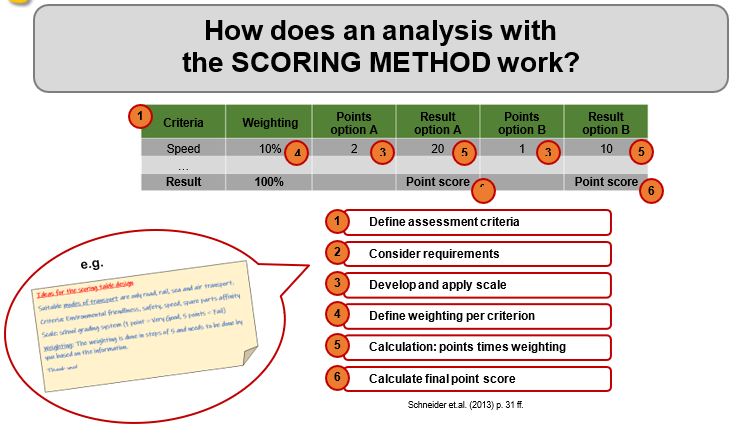 How does an analysis with
the SCORING METHOD work?
1 Criteria Weighting Points option A Result option A Points option B Result option B
Speed 10% 4 2 3 20 5 1 3 10 5
...
Result 100% Point score Point score 6
e.g.
Ideas for the scoring table design
Suitable modes of transport are only road, rail, sea and air transport.
Criteria: Environmental friendliness, safety, speed, spare parts affinity
Scale: school grading system (1 point = Very Good, 5 points = Fail)
Weighting: The weighting is done in steps of 5 and needs to be done by
you based on the information.
Thank you!
1 Define assessment criteria
2 Consider requirements
3 Develop and apply scale
4 Define weighting per criterion
5 Calculation: points times weighting
6 Calculate final point score
Schneider et.al. (2013) p. 31 ff.